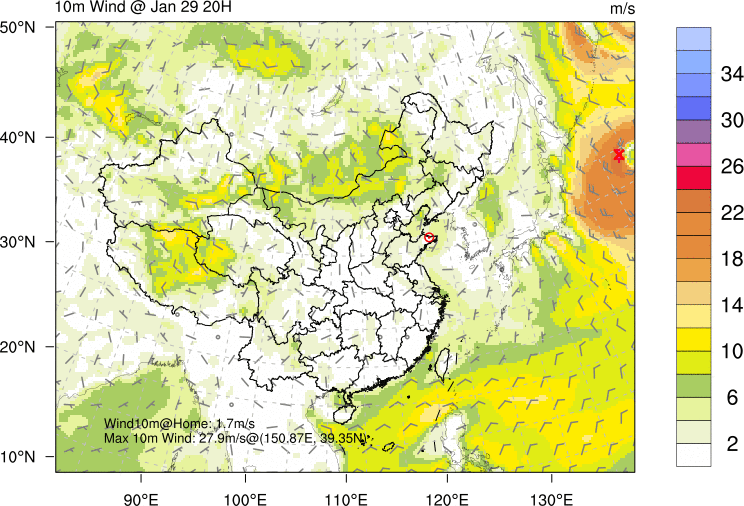 10m Wind @ Jan 29 20H
m/s
50°N
40°N
30°N
20°N
10°N
90°E
100°E
110°E
120°E
130°E
34
30
26
22
18
14
10
6
2
Wind10m@Home: 1.7m/s
Max 10m Wind: 27.9m/s@(150.87E, 39.35N)